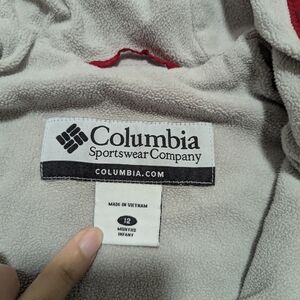 Columbia
Sportswear Company
COLUMBIA.COM
MADE IN VIETNAM
12
MONTHS
INFANT